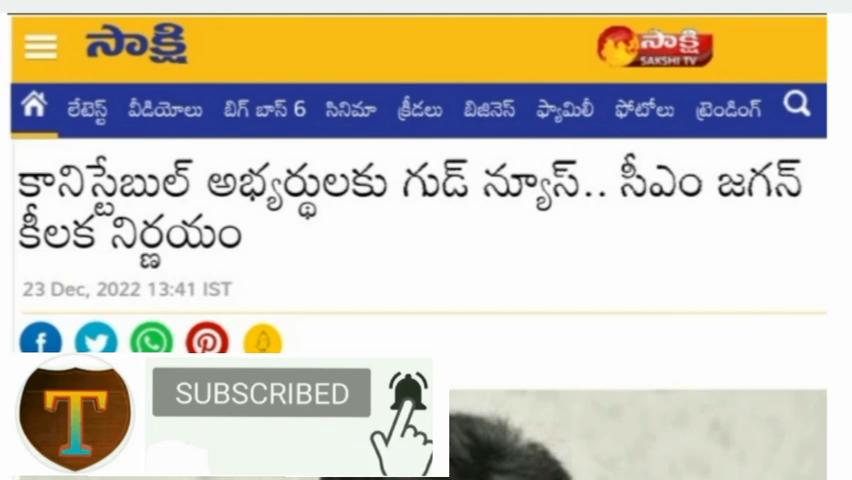 సాక్షి
సాక్షి
SAKSHI TV
లేటెస్ట్ వీడియోలు బిగ్ బాస్ 6 సినిమా క్రీడలు బిజినెస్ ఫ్యామిలీ ఫోటోలు ట్రెండింగ్
కానిస్టేబుల్ అభ్యర్థులకు గుడ్ న్యూస్.. సీఎం జగన్
కీలక నిర్ణయం
23 Dec, 2022 13:41 IST
SUBSCRIBED
T